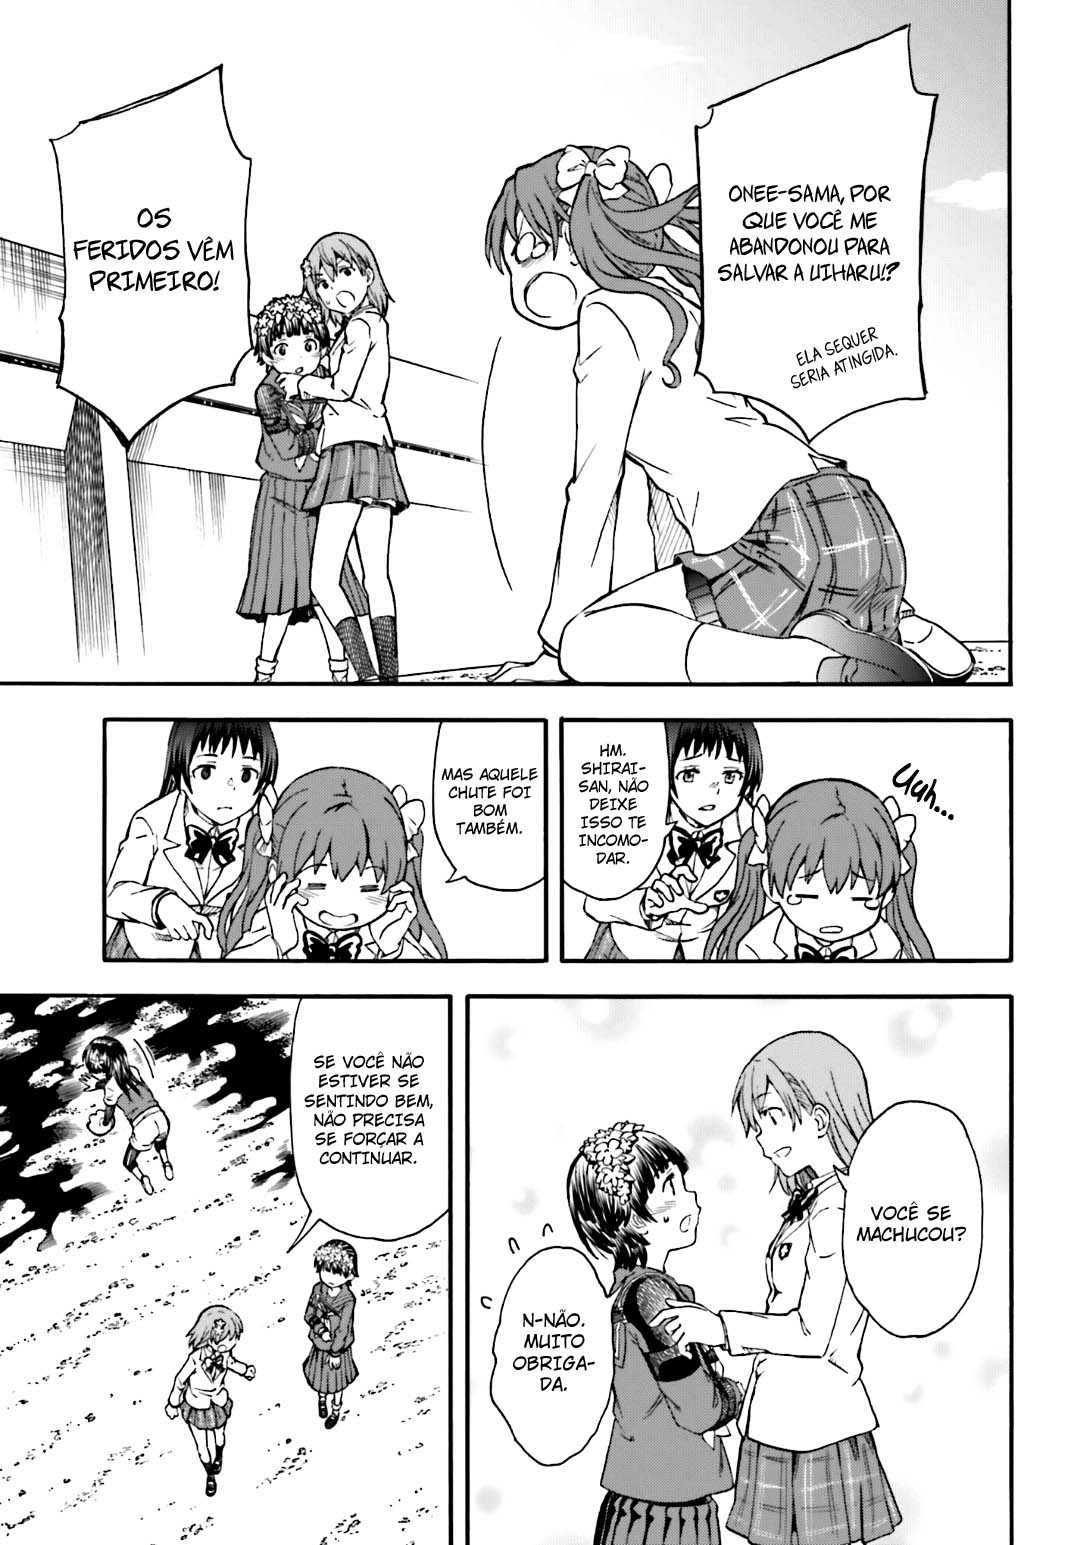 ONEE-SAMA, POR
QUE VOCÊ ME
ABANDONOU PARA
SALVAR A UIHARU!?
ELA SEQUER
SERIA ATINGIDA.
OS
FERIDOS VÊM
PRIMEIRO!
HM.
SHIRAI-
SAN, NÃO
DEIXE
ISSO TE
INCOMO-
DAR.
Uuh...
MAS AQUELE
CHUTE FOI
BOM
TAMBÉM.
VOCÊ SE
MACHUCOU?
N-NÃO.
MUITO
OBRIGA-
DA.
SE VOCÊ NÃO
ESTIVER SE
SENTINDO BEM,
NÃO PRECISA
SE FORÇAR A
CONTINUAR.